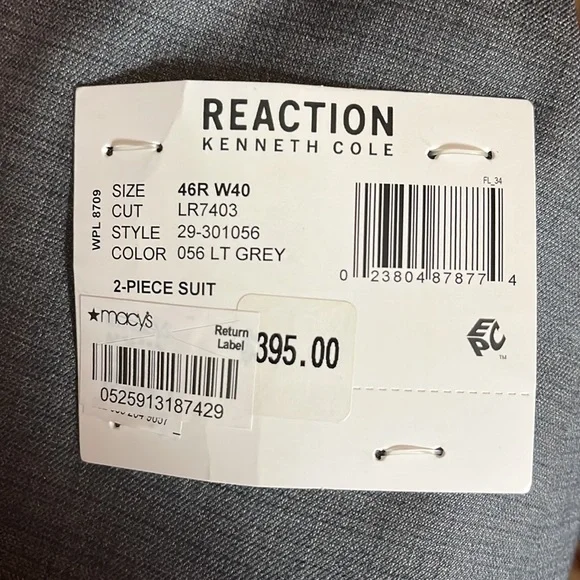 REACTION
KENNETH COLE
WPL 8709
SIZE 46R W40
CUT LR7403
STYLE 29-301056
COLOR 056 LT GREY
2-PIECE SUIT
FL_34
0 23804 87877 4
★macy's
Return
Label
0525913187429
395.00
EPC
TM